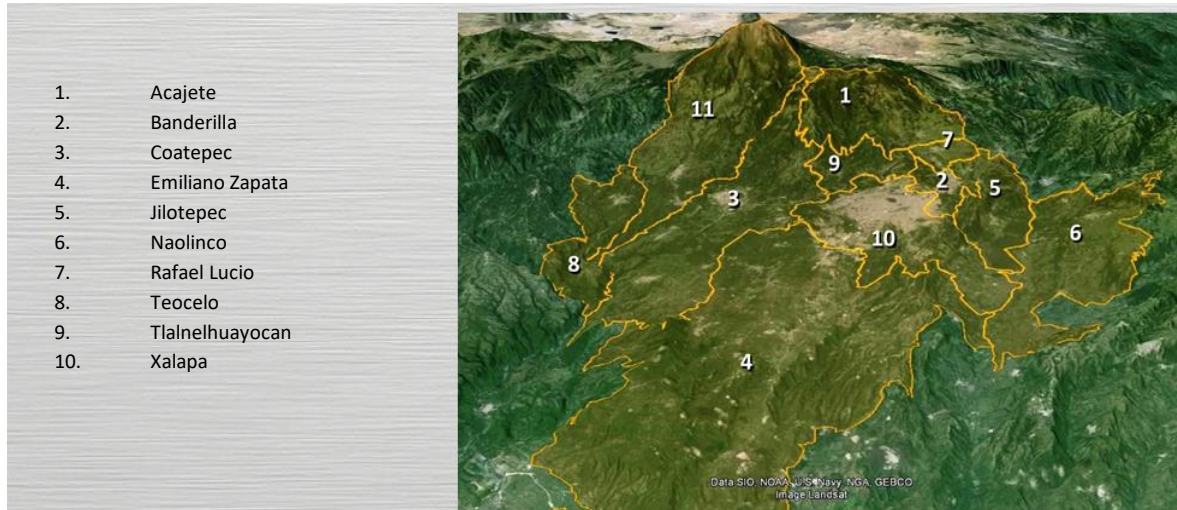 1. Acajete
2. Banderilla
3. Coatepec
4. Emiliano Zapata
5. Jilotepec
6. Naolinco
7. Rafael Lucio
8. Teocelo
9. Tlalnelhuayocan
10. Xalapa
1
11
7
9
2
5
3
6
10
8
4
Data SIO, NOAA, U.S. Navy, NGA, GEBCO
Image Landsat